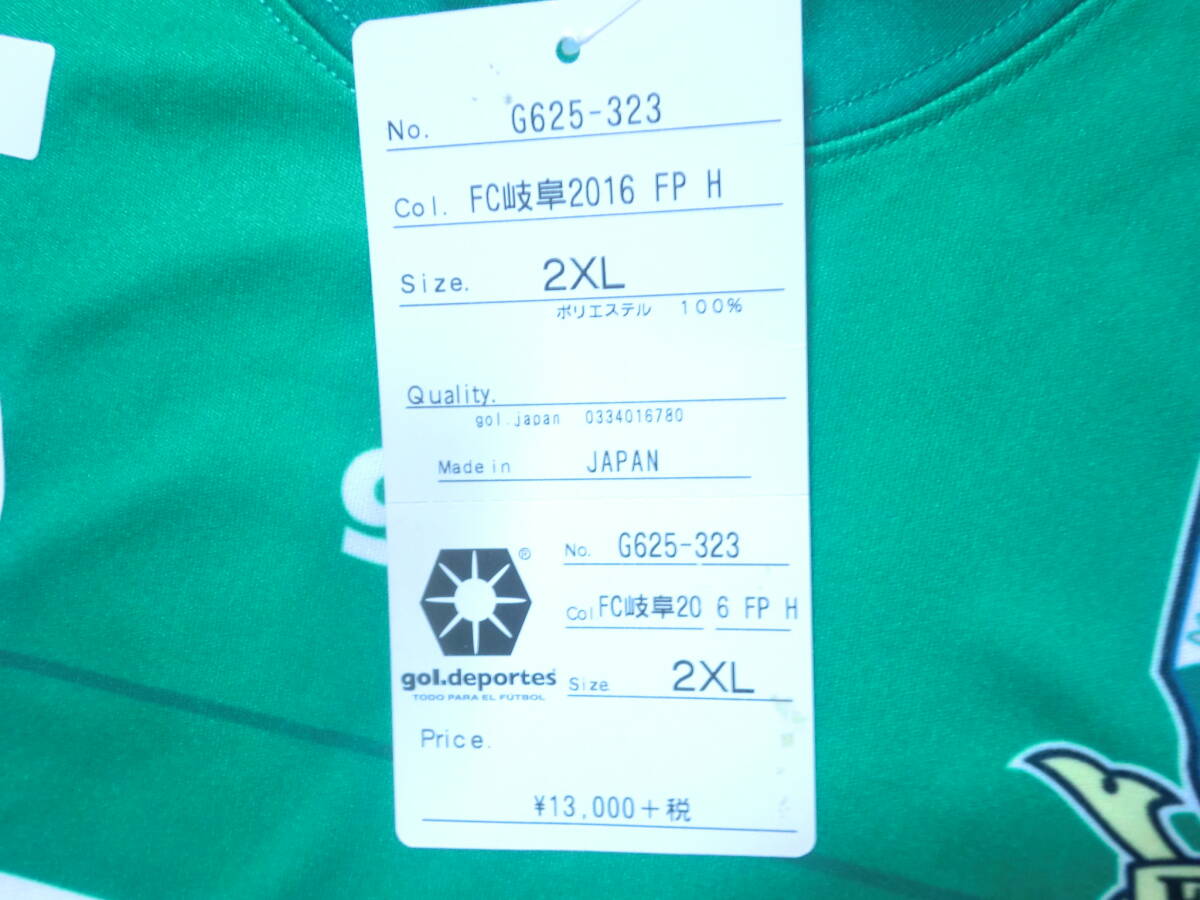 No. G625-323
Col. FC岐阜2016 FP H
Size. 2XL
ポリエステル 100%
Quality.
gol.japan 0334016780
Made in JAPAN
No. G625-323
Col FC岐阜20 6 FP H
Size 2XL
®
gol.deportes
TODO PARA EL FÚTBOL
Price.
¥13,000+税
g